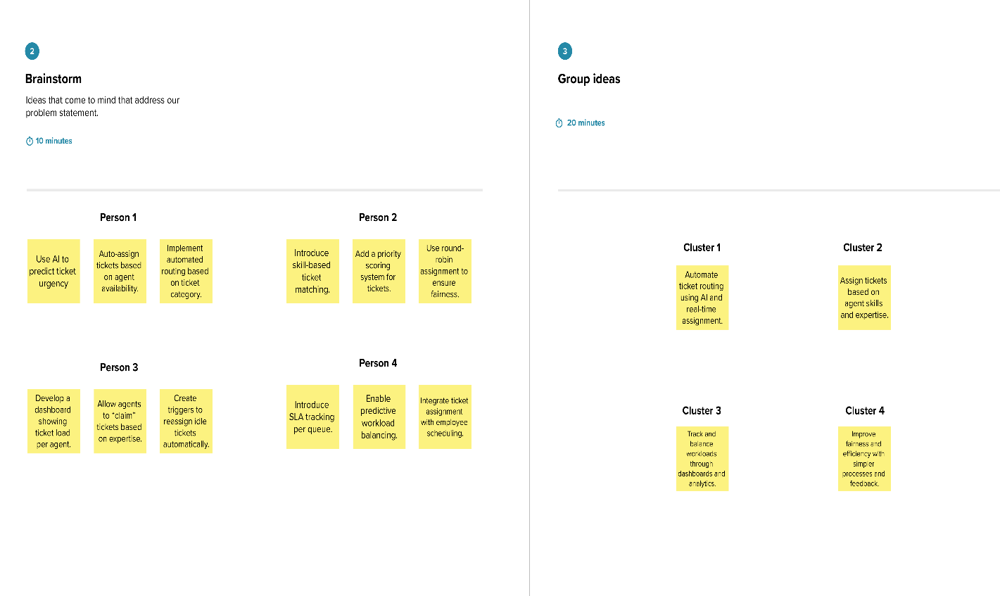 2
Brainstorm
Ideas that come to mind that address our
problem statement.
10 minutes
Person 1
Use AI to
predict ticket
urgency
Auto-assign
tickets based
on agent
availability.
Implement
automated
routing based
on ticket
category.
Person 2
Introduce
skill-based
ticket
matching.
Add a priority
scoring
system for
tickets.
Use round-
robin
assignment to
ensure
fairness.
Person 3
Develop a
dashboard
showing
ticket load
per agent.
Allow agents
to “claim”
tickets based
on expertise.
Create
triggers to
reassign idle
tickets
automatically.
Person 4
Introduce
SLA tracking
per queue.
Enable
predictive
workload
balancing.
Integrate ticket
assignment
with employee
scheduling.
3
Group ideas
20 minutes
Cluster 1
Automate
ticket routing
using AI and
real-time
assignment.
Cluster 2
Assign tickets
based on
agent skills
and expertise.
Cluster 3
Track and
balance
workloads
through
dashboards and
analytics.
Cluster 4
Improve
fairness and
efficiency with
simpler
processes and
feedback.